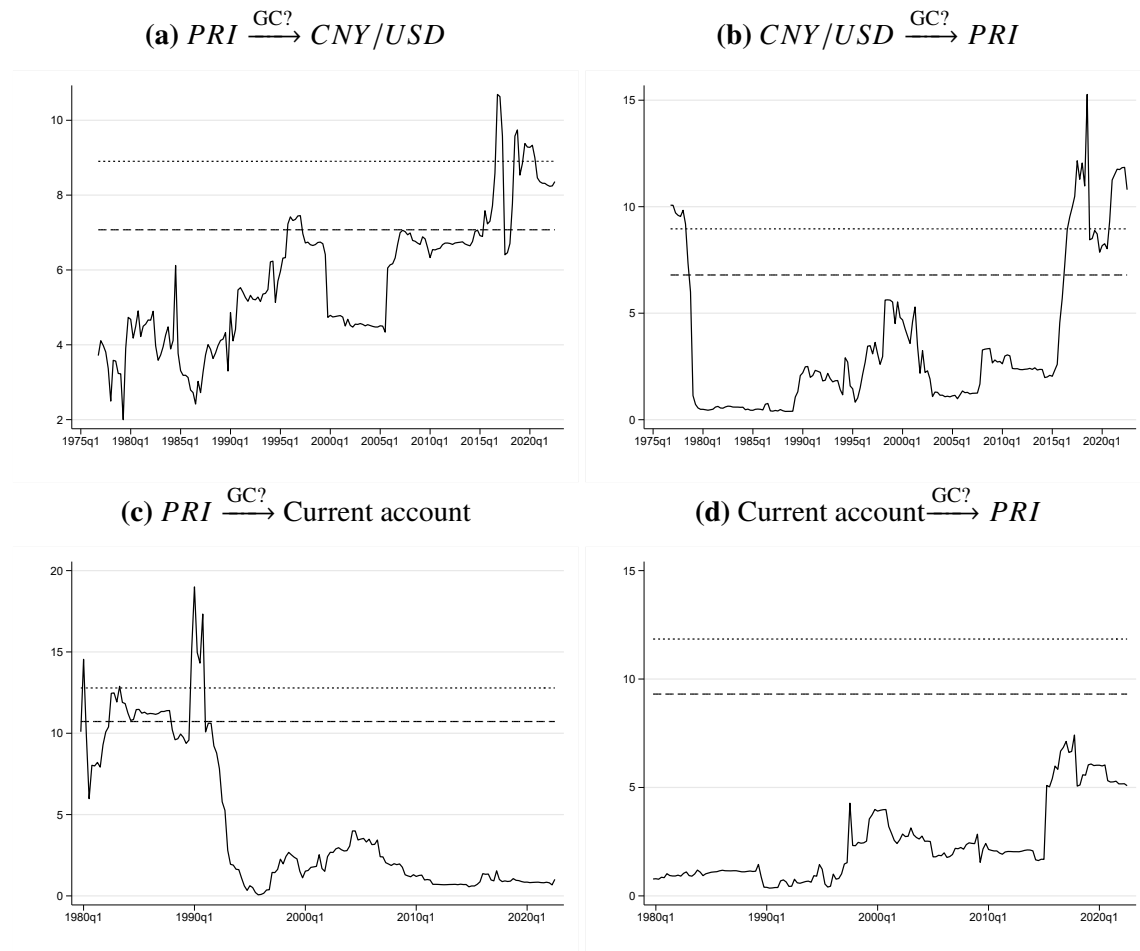 (a) PRI GC?⟶ CNY/USD
(b) CNY/USD GC?⟶ PRI
10
8
6
4
2
1975q1 1980q1 1985q1 1990q1 1995q1 2000q1 2005q1 2010q1 2015q1 2020q1
15
10
5
0
1975q1 1980q1 1985q1 1990q1 1995q1 2000q1 2005q1 2010q1 2015q1 2020q1
(c) PRI GC?⟶ Current account
(d) Current account GC?⟶ PRI
20
15
10
5
0
1980q1 1990q1 2000q1 2010q1 2020q1
15
10
5
0
1980q1 1990q1 2000q1 2010q1 2020q1